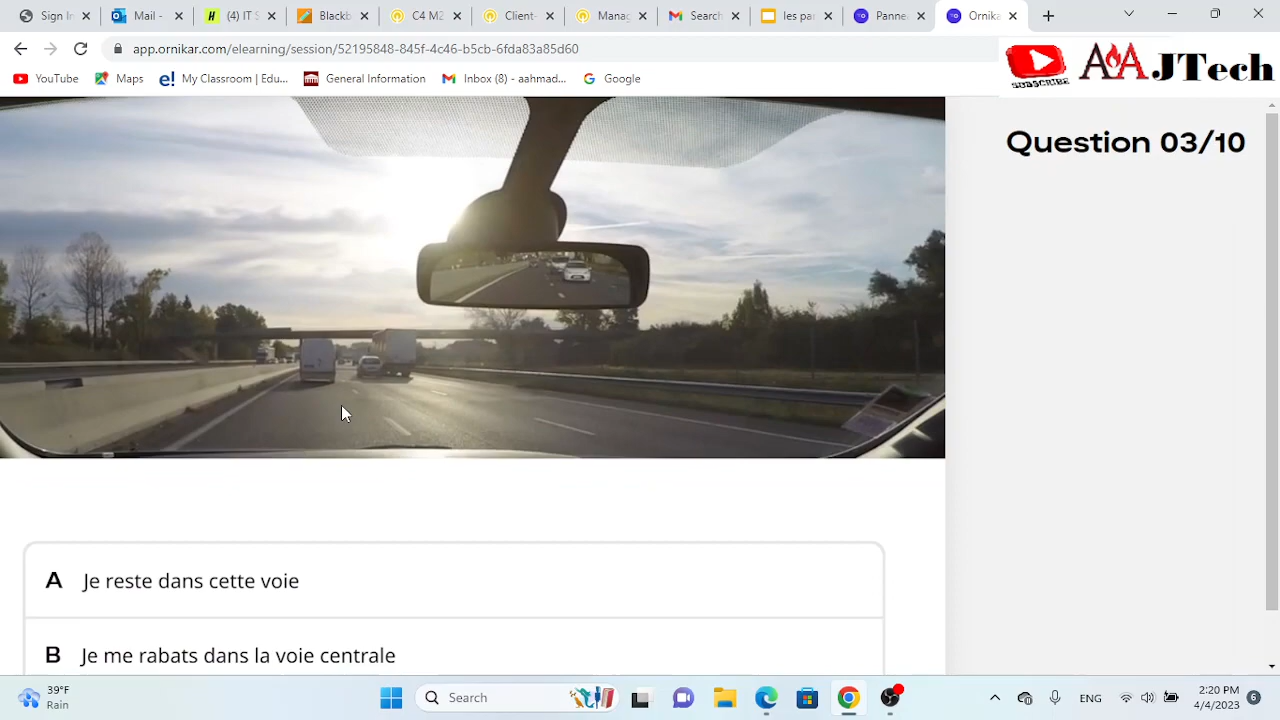 Sign i
Mail -
(4)
Blackb
C4 M2
Client-
Manag
Search
les pa
Panne
Ornika
app.ornikar.com/elearning/session/52195848-845f-4c46-b5cb-6fda83a85d60
YouTube
Maps
e! My Classroom | Edu...
General Information
Inbox (8) - aahmad...
Google
SUBSCRIBE
AAJTech
Question 03/10
A Je reste dans cette voie
B Je me rabats dans la voie centrale
39°F
Rain
Search
ENG
2:20 PM
4/4/2023
6